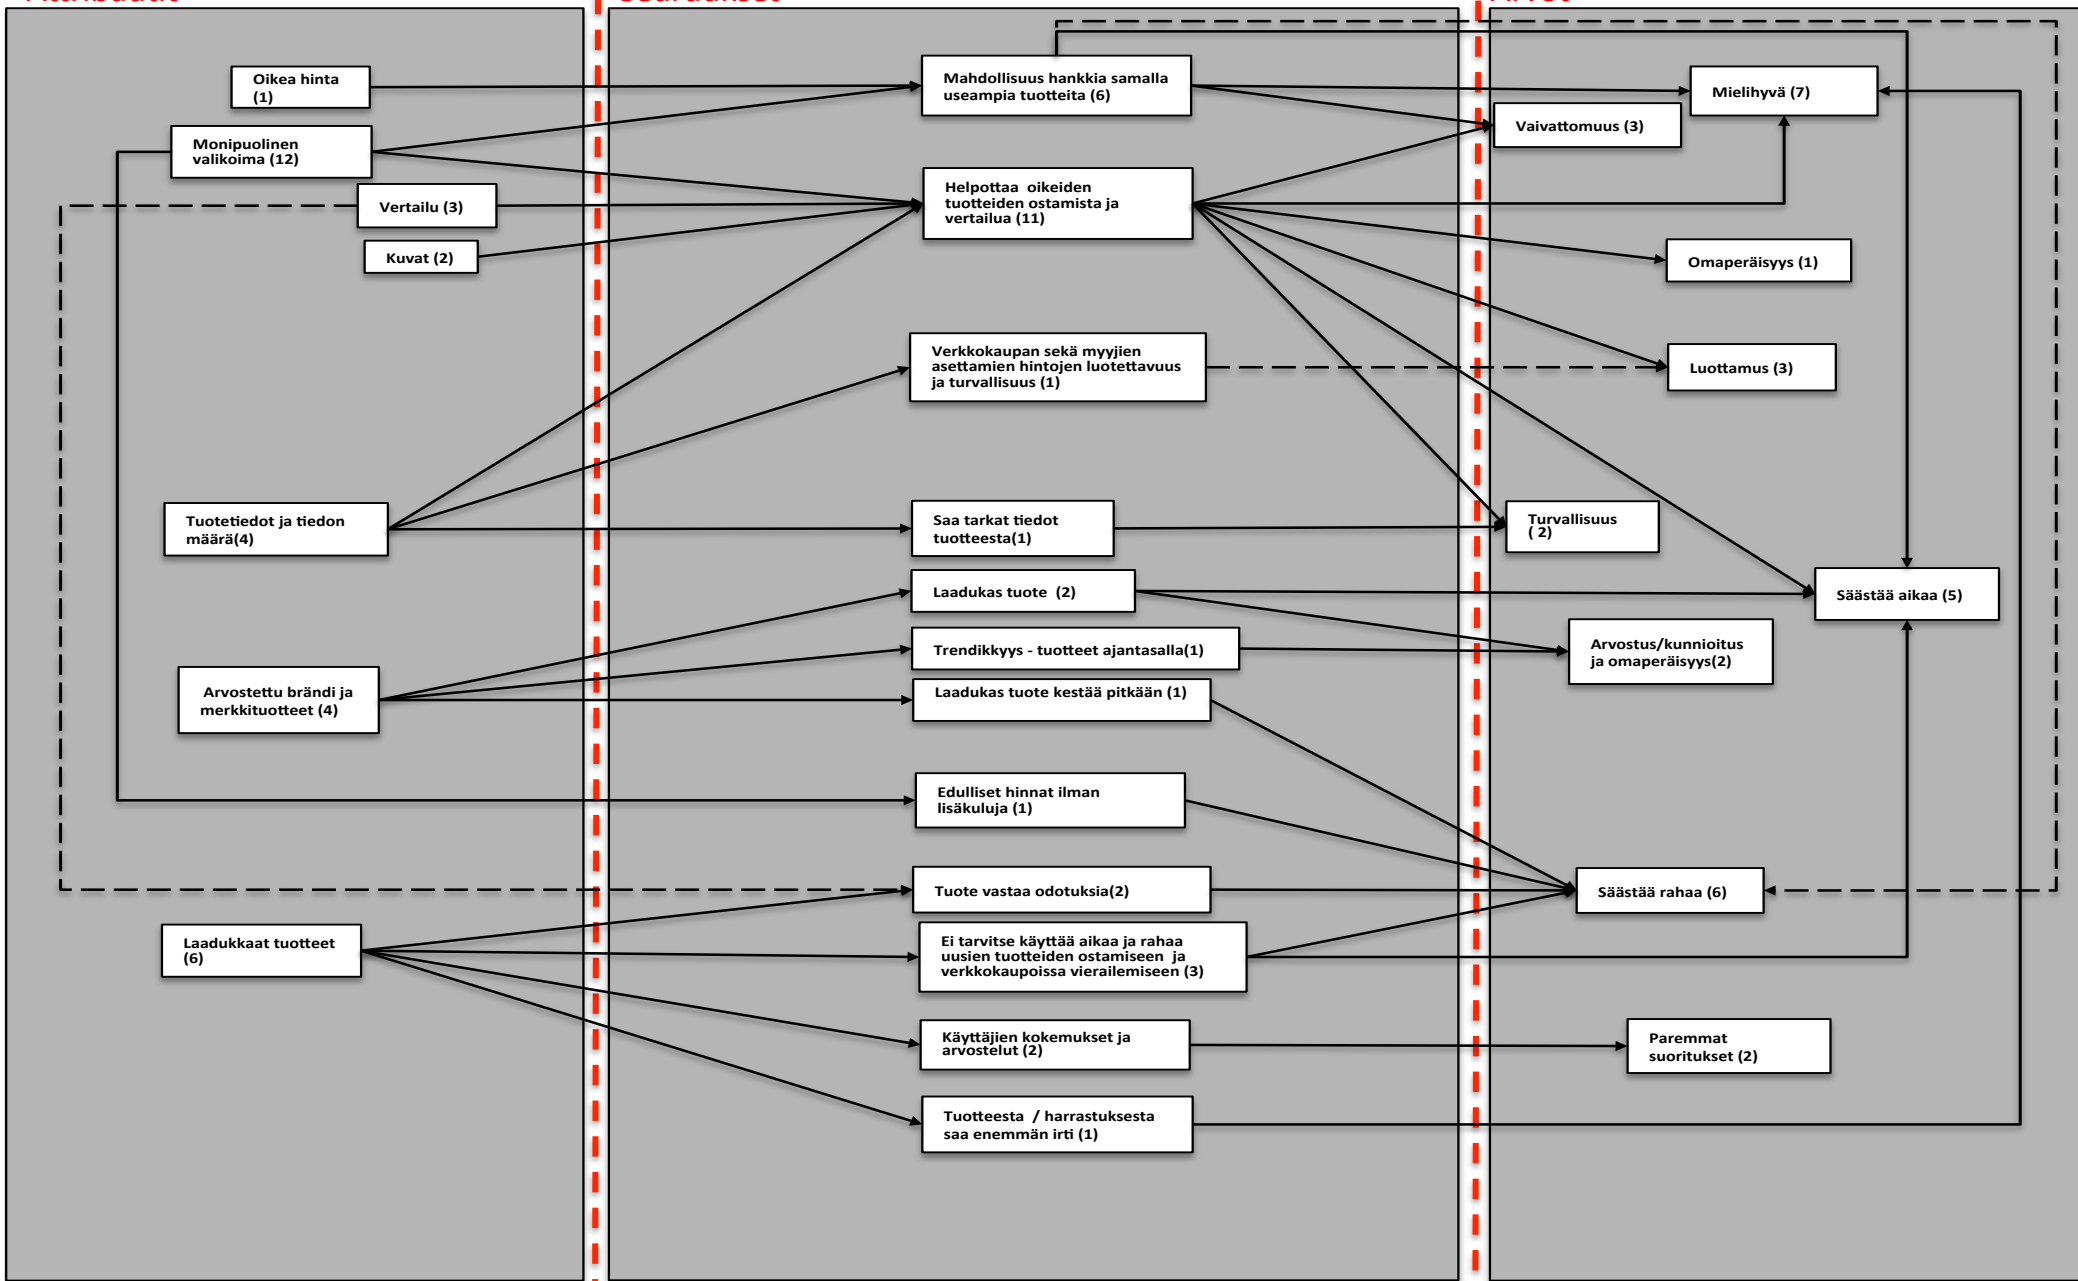 Oikea hinta
(1)
Monipuolinen
valikoima (12)
Vertailu (3)
Kuvat (2)
Tuotetiedot ja tiedon
määrä(4)
Arvostettu brändi ja
merkkituotteet (4)
Laadukkaat tuotteet
(6)
Mahdollisuus hankkia samalla
useampia tuotteita (6)
Helpottaa oikeiden
tuotteiden ostamista ja
vertailua (11)
Verkkokaupan sekä myyjien
asettamien hintojen luotettavuus
ja turvallisuus (1)
Saa tarkat tiedot
tuotteesta(1)
Laadukas tuote (2)
Trendikkyys - tuotteet ajantasalla(1)
Laadukas tuote kestää pitkään (1)
Edulliset hinnat ilman
lisäkuluja (1)
Tuote vastaa odotuksia(2)
Ei tarvitse käyttää aikaa ja rahaa
uusien tuotteiden ostamiseen ja
verkkokaupoissa vierailemiseen (3)
Käyttäjien kokemukset ja
arvostelut (2)
Tuotteesta / harrastuksesta
saa enemmän irti (1)
Mielihyvä (7)
Vaivattomuus (3)
Omaperäisyys (1)
Luottamus (3)
Turvallisuus
( 2)
Säästää aikaa (5)
Arvostus/kunnioitus
ja omaperäisyys(2)
Säästää rahaa (6)
Paremmat
suoritukset (2)